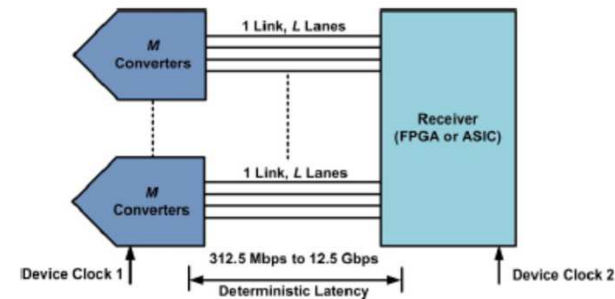 1 Link, L Lanes
M
Converters
Receiver
(FPGA or ASIC)
1 Link, L Lanes
M
Converters
312.5 Mbps to 12.5 Gbps
Device Clock 1
Device Clock 2
Deterministic Latency